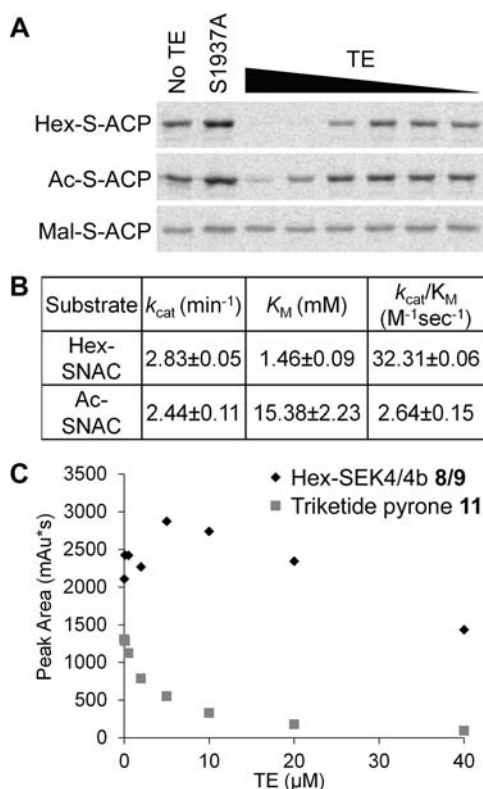 A
No TE
S1937A
TE
Hex-S-ACP
Ac-S-ACP
Mal-S-ACP
B
Substrate kcat (min-1) KM (mM) kcat/KM (M-1sec-1)
Hex-SNAC 2.83±0.05 1.46±0.09 32.31±0.06
Ac-SNAC 2.44±0.11 15.38±2.23 2.64±0.15
C
Hex-SEK4/4b 8/9
Triketide pyrone 11
Peak Area (mAu*s)
3500
3000
2500
2000
1500
1000
500
0
0 10 20 30 40
TE (µM)